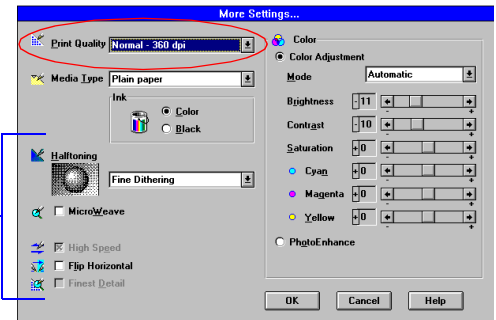 More Settings...
Print Quality
Normal - 360 dpi
Media Type
Plain paper
Ink
Color
Black
Halftoning
Fine Dithering
MicroWeave
High Speed
Flip Horizontal
Finest Detail
Color
Color Adjustment
Mode
Automatic
Brightness
-11
- +
Contrast
-10
- +
Saturation
+0
- +
Cyan
+0
- +
Magenta
+0
- +
Yellow
+0
- +
PhotoEnhance
OK
Cancel
Help